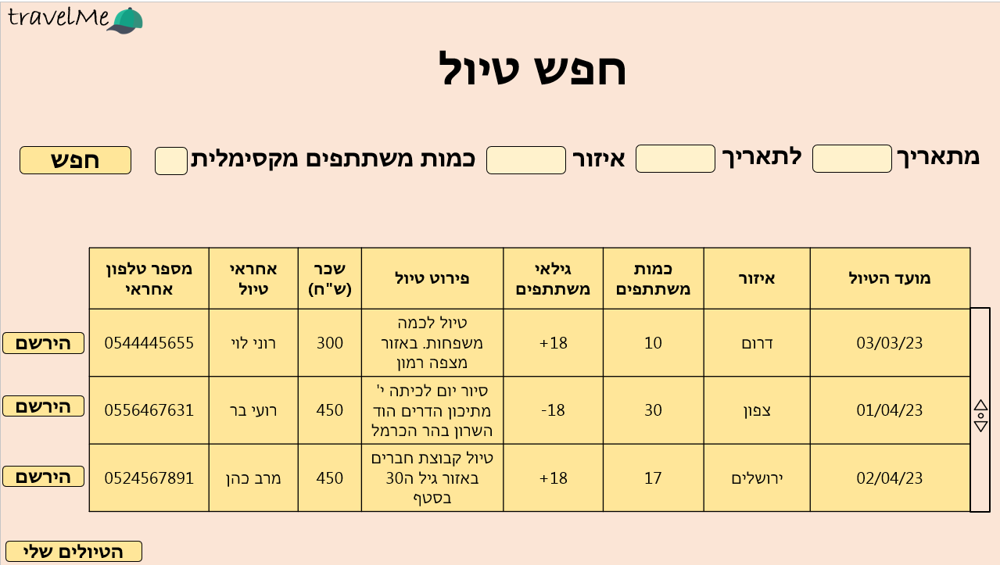 travelMe
חפש טיול
מתאריך לתאריך איזור כמות משתתפים מקסימלית חפש
מועד הטיול
איזור
כמות
משתתפים
גילאי
משתתפים
פירוט טיול
שכר
(ש"ח)
אחראי
טיול
מספר טלפון
אחראי
03/03/23
דרום
10
18+
טיול לכמה
משפחות. באזור
מצפה רמון
300
רוני לוי
0544445655
הירשם
01/04/23
צפון
30
18-
סיור יום לכיתה י'
מתיכון הדרים הוד
השרון בהר הכרמל
450
רועי בר
0556467631
הירשם
02/04/23
ירושלים
17
18+
טיול קבוצת חברים
באזור גיל ה30
בסטף
450
מרב כהן
0524567891
הירשם
הטיולים שלי